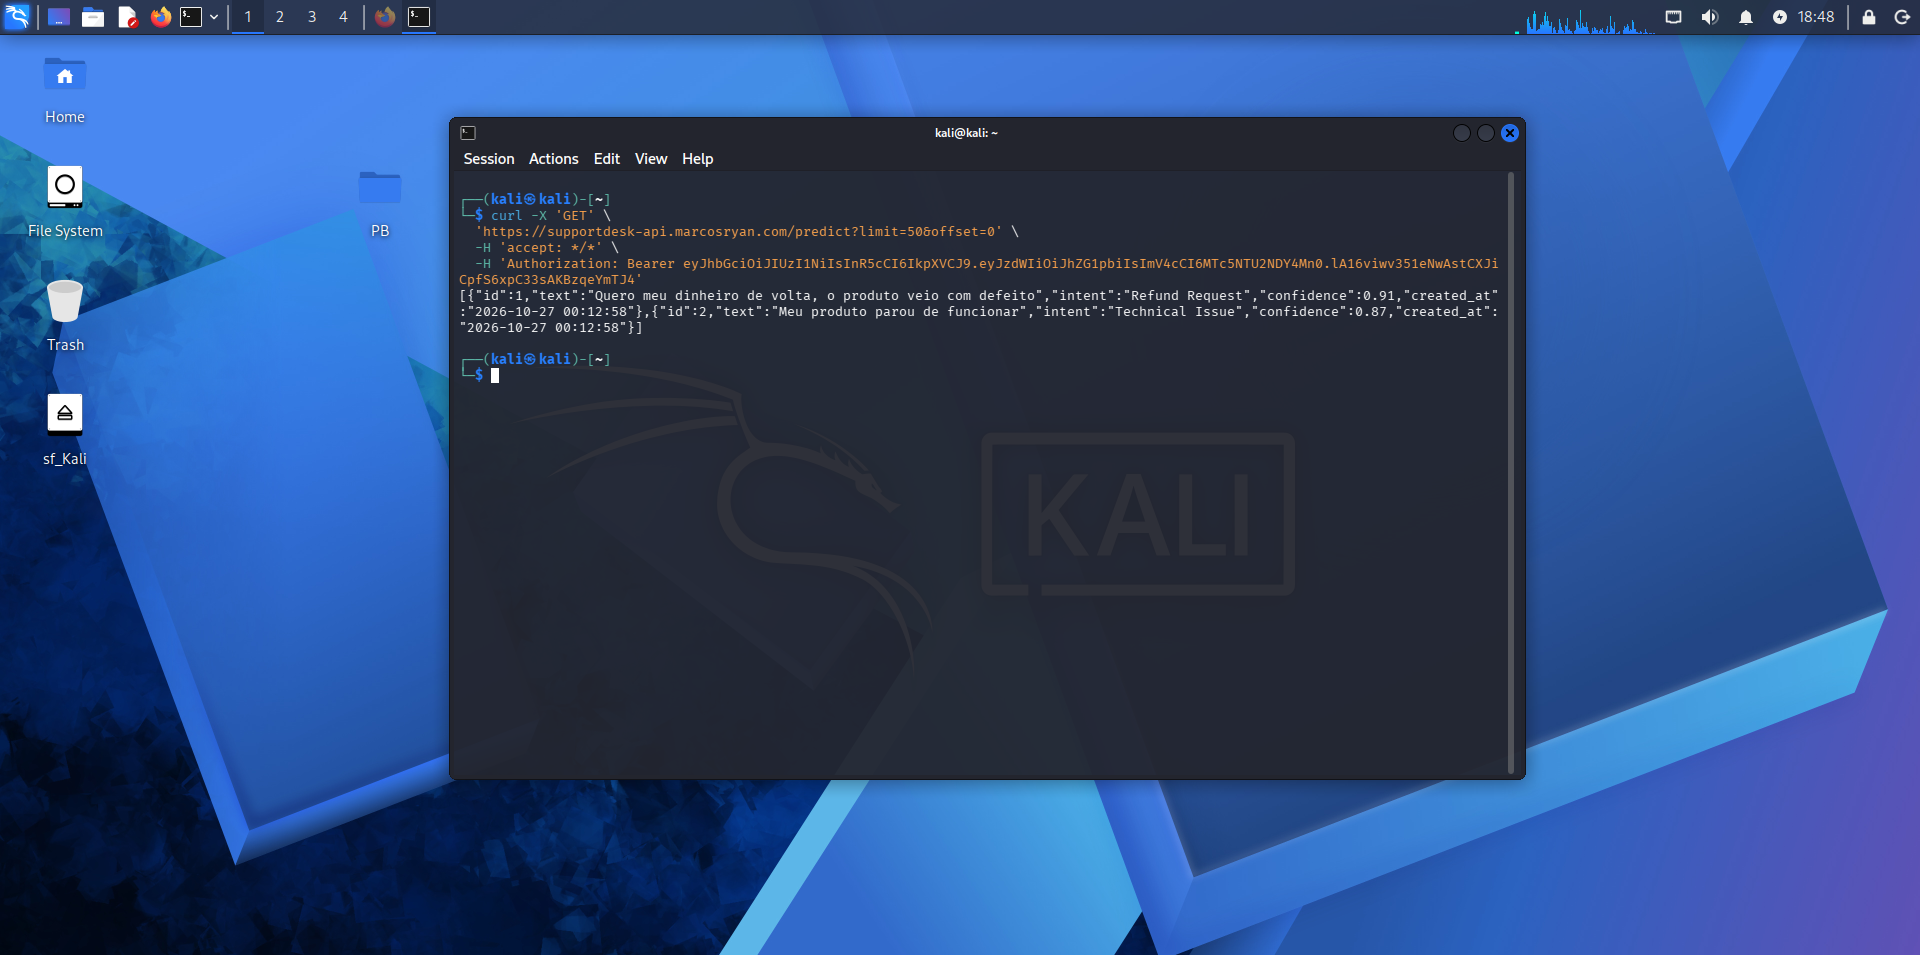 1 2 3 4
18:48
Home
File System
PB
Trash
sf_Kali
kali@kali: ~
Session Actions Edit View Help
┌──(kali㉿kali)-[~]
└─$ curl -X 'GET' \
'https://supportdesk-api.marcosryan.com/predict?limit=50&offset=0' \
-H 'accept: */*' \
-H 'Authorization: Bearer eyJhbGciOiJIUzI1NiIsInR5cCI6IkpXVCJ9.eyJzdWIiOiJhZG1pbiIsImV4cCI6MTc5NTU2NDY4Mn0.lA16viwv351eNwAstCXJi
CpfS6xpC33sAKBzqeYmTJ4'
[{"id":1,"text":"Quero meu dinheiro de volta, o produto veio com defeito","intent":"Refund Request","confidence":0.91,"created_at"
:"2026-10-27 00:12:58"},{"id":2,"text":"Meu produto parou de funcionar","intent":"Technical Issue","confidence":0.87,"created_at":
"2026-10-27 00:12:58"}]
┌──(kali㉿kali)-[~]
└─$
KALI